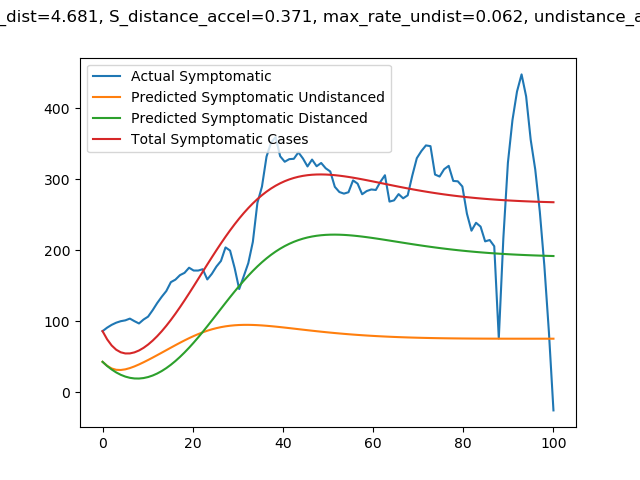 _dist=4.681, S_distance_accel=0.371, max_rate_undist=0.062, undistance_a
Actual Symptomatic
Predicted Symptomatic Undistanced
Predicted Symptomatic Distanced
Total Symptomatic Cases
400
300
200
100
0
0 20 40 60 80 100